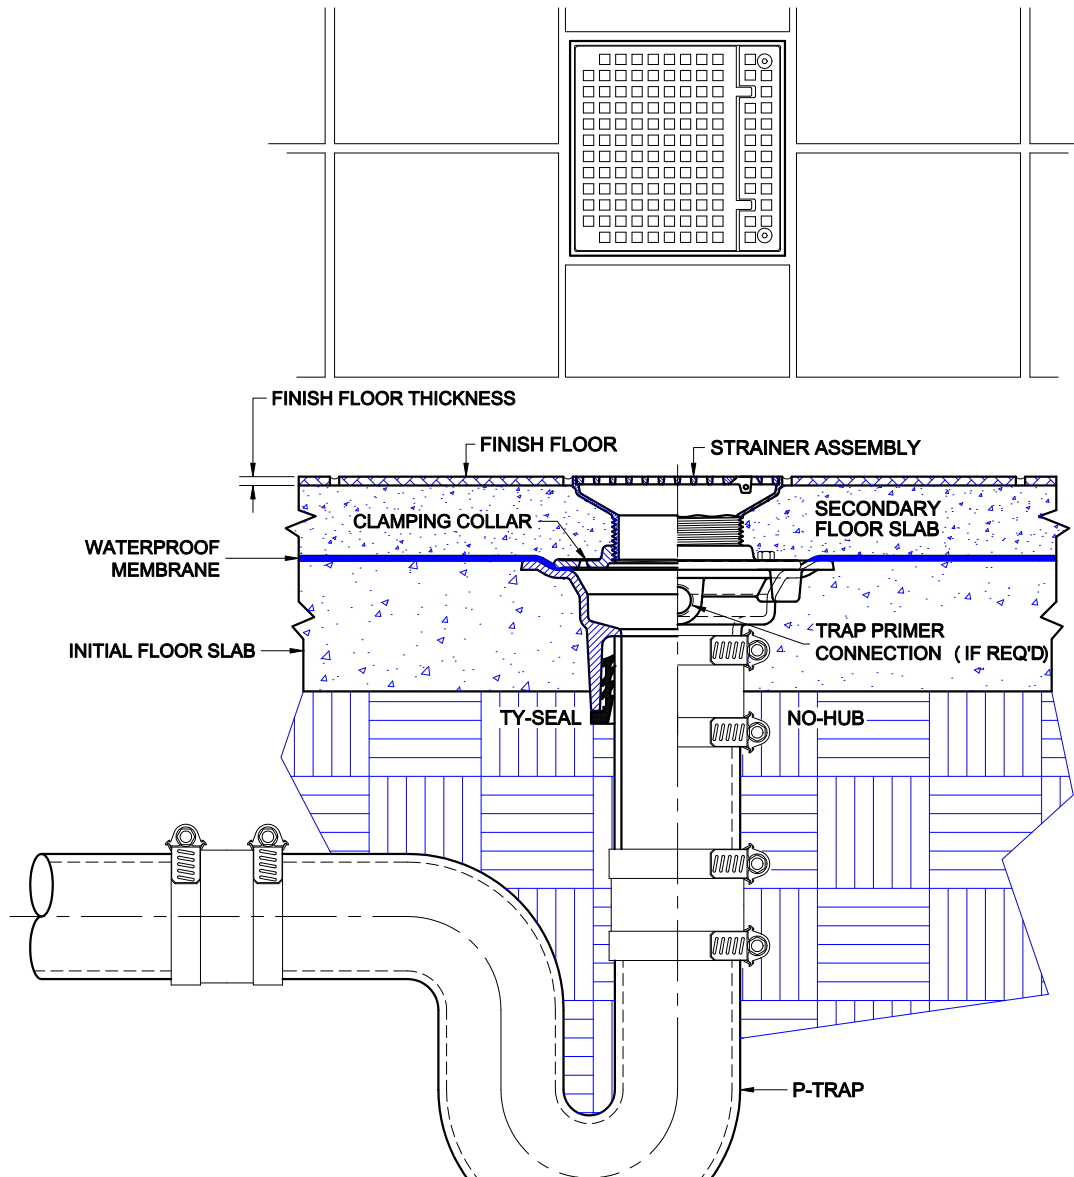 FINISH FLOOR THICKNESS
FINISH FLOOR
STRAINER ASSEMBLY
CLAMPING COLLAR
SECONDARY
FLOOR SLAB
WATERPROOF
MEMBRANE
TRAP PRIMER
CONNECTION ( IF REQ'D)
INITIAL FLOOR SLAB
TY-SEAL
NO-HUB
P-TRAP